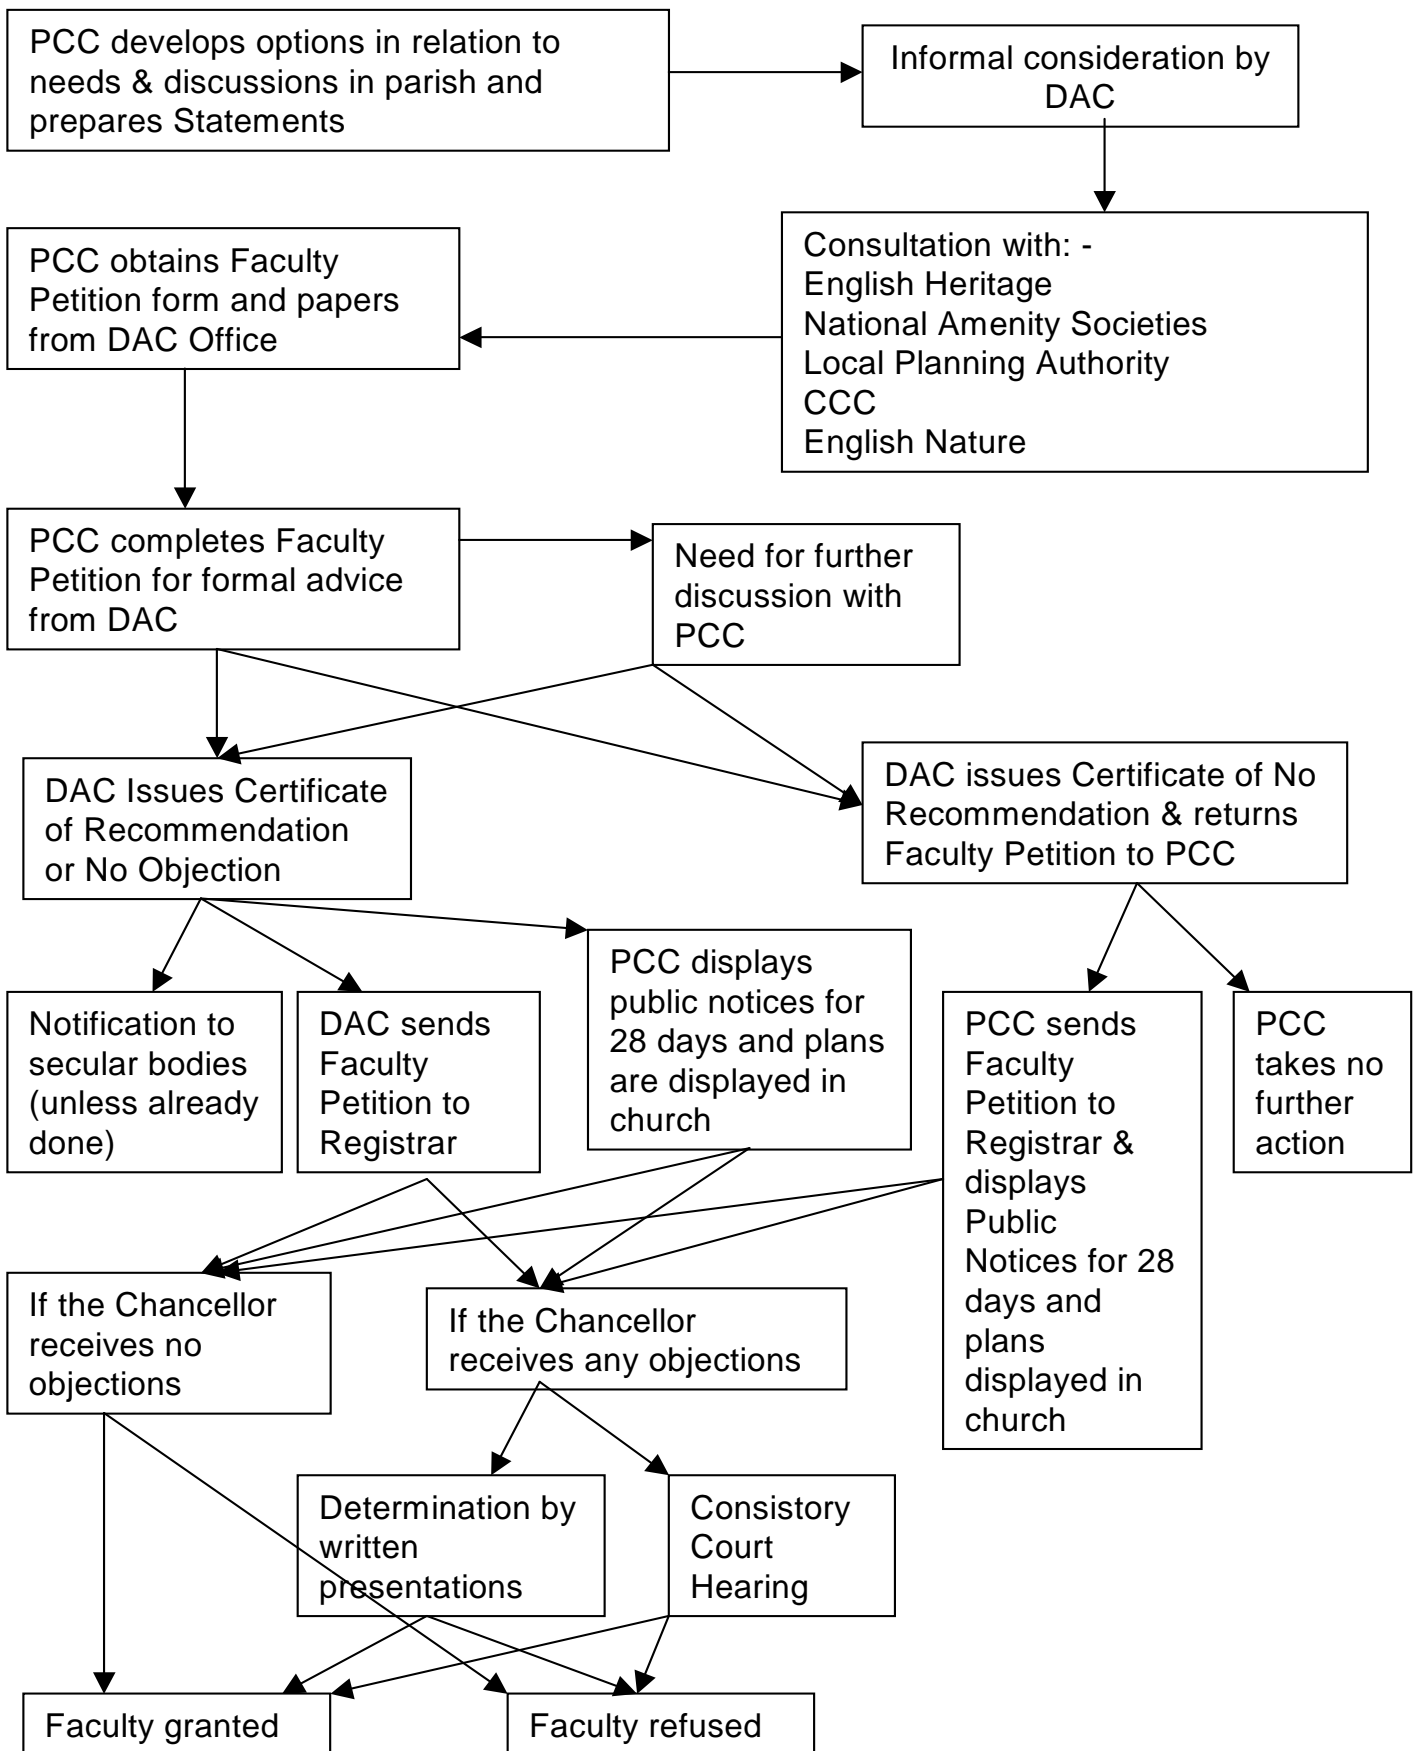 PCC develops options in relation to
needs & discussions in parish and
prepares Statements
Informal consideration by
DAC
Consultation with: -
English Heritage
National Amenity Societies
Local Planning Authority
CCC
English Nature
PCC obtains Faculty
Petition form and papers
from DAC Office
PCC completes Faculty
Petition for formal advice
from DAC
Need for further
discussion with
PCC
DAC Issues Certificate
of Recommendation
or No Objection
DAC issues Certificate of No
Recommendation & returns
Faculty Petition to PCC
Notification to
secular bodies
(unless already
done)
DAC sends
Faculty
Petition to
Registrar
PCC displays
public notices for
28 days and plans
are displayed in
church
PCC sends
Faculty
Petition to
Registrar &
displays
Public
Notices for 28
days and
plans
displayed in
church
PCC
takes no
further
action
If the Chancellor
receives no
objections
If the Chancellor
receives any objections
Determination by
written
presentations
Consistory
Court
Hearing
Faculty granted
Faculty refused